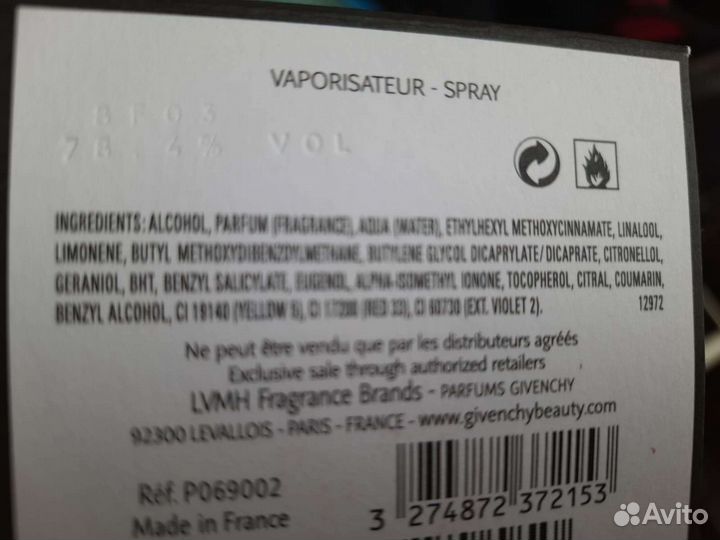 VAPORISATEUR - SPRAY
8F03
78.4% VOL
INGREDIENTS: ALCOHOL, PARFUM (FRAGRANCE), AQUA (WATER), ETHYLHEXYL METHOXYCINNAMATE, LINALOOL,
LIMONENE, BUTYL METHOXYDIBENZOYLMETHANE, BUTYLENE GLYCOL DICAPRYLATE/DICAPRATE, CITRONELLOL,
GERANIOL, BHT, BENZYL SALICYLATE, EUGENOL, ALPHA-ISOMETHYL IONONE, TOCOPHEROL, CITRAL, COUMARIN,
BENZYL ALCOHOL, CI 19140 (YELLOW 5), CI 17200 (RED 33), CI 60730 (EXT. VIOLET 2).
12972
Ne peut être vendu que par les distributeurs agréés
Exclusive sale through authorized retailers
LVMH Fragrance Brands - PARFUMS GIVENCHY
92300 LEVALLOIS - PARIS - FRANCE - www.givenchybeauty.com
Réf. P069002
Made in France
3 274872 372153
Avito